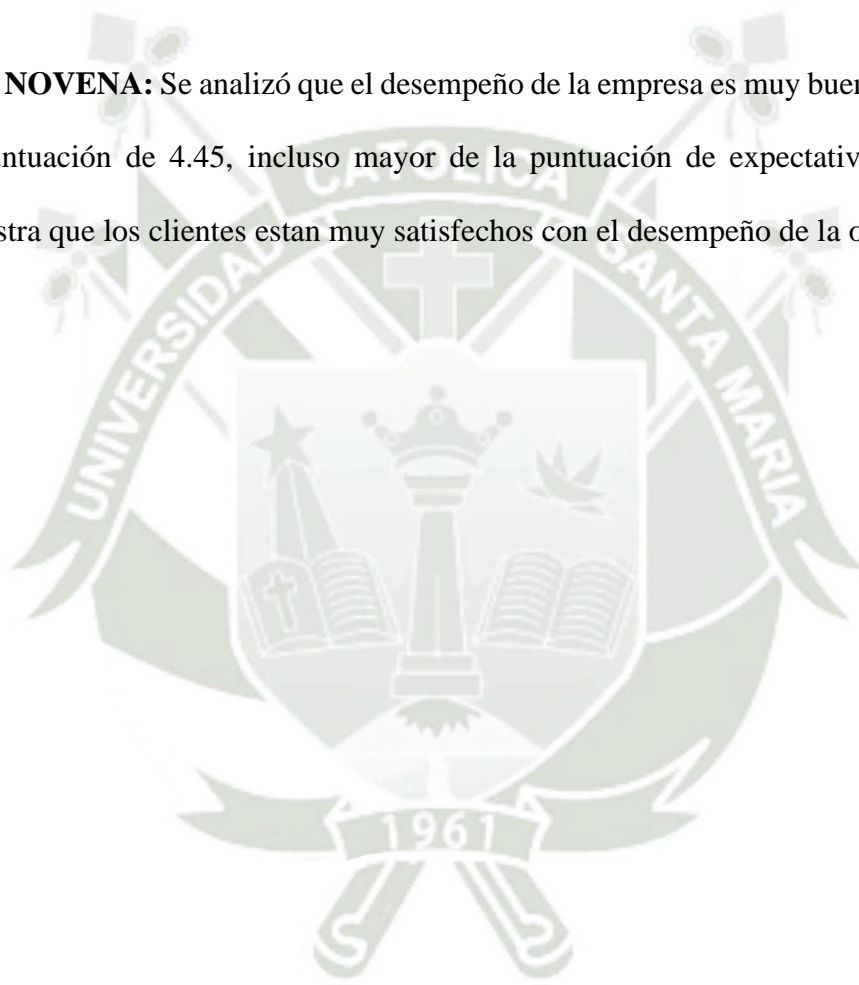 NOVENA: Se analizó que el desempeño de la empresa es muy buen
ntuación de 4.45, incluso mayor de la puntuación de expectativ
stra que los clientes estan muy satisfechos con el desempeño de la o
UNIVERSIDAD CATOLICA SANTA MARIA
1961